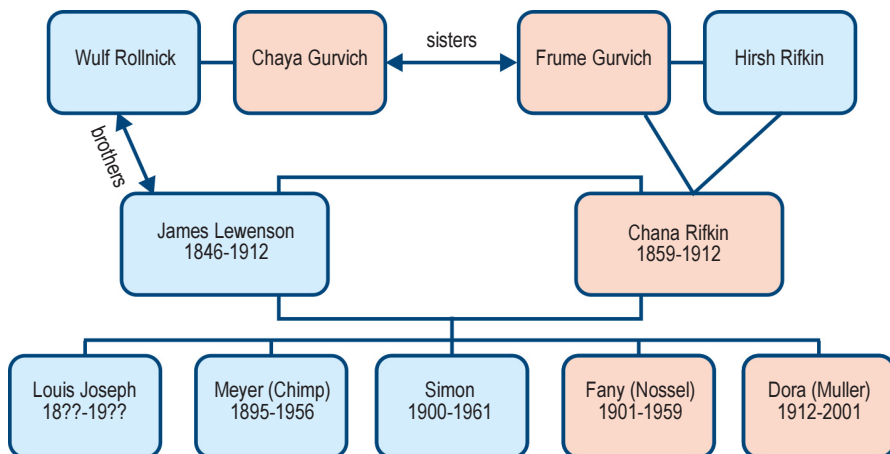 Wulf Rollnick
Chaya Gurvich
sisters
Frume Gurvich
Hirsh Rifkin
brothers
James Lewenson
1846-1912
Chana Rifkin
1859-1912
Louis Joseph
18??-19??
Meyer (Chimp)
1895-1956
Simon
1900-1961
Fany (Nossel)
1901-1959
Dora (Muller)
1912-2001